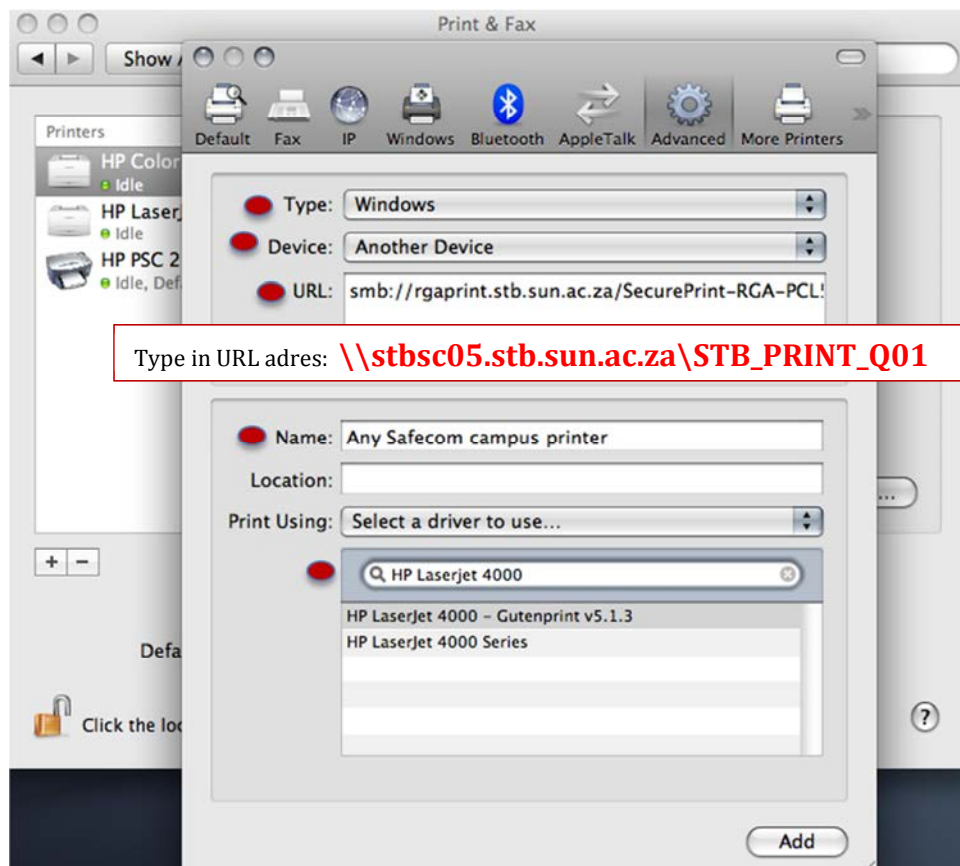 Print & Fax
Show A
Default Fax IP Windows Bluetooth AppleTalk Advanced More Printers
Printers
HP Color
Idle
HP LaserJ
Idle
HP PSC 2
Idle, Def
Type: Windows
Device: Another Device
URL: smb://rgaprint.stb.sun.ac.za/SecurePrint-RGA-PCL5
Type in URL adres: \\stbsc05.stb.sun.ac.za\STB_PRINT_Q01
Name: Any Safecom campus printer
Location:
...
Print Using: Select a driver to use...
+ −
HP Laserjet 4000
HP LaserJet 4000 – Gutenprint v5.1.3
HP LaserJet 4000 Series
Defa
Click the loc
?
Add